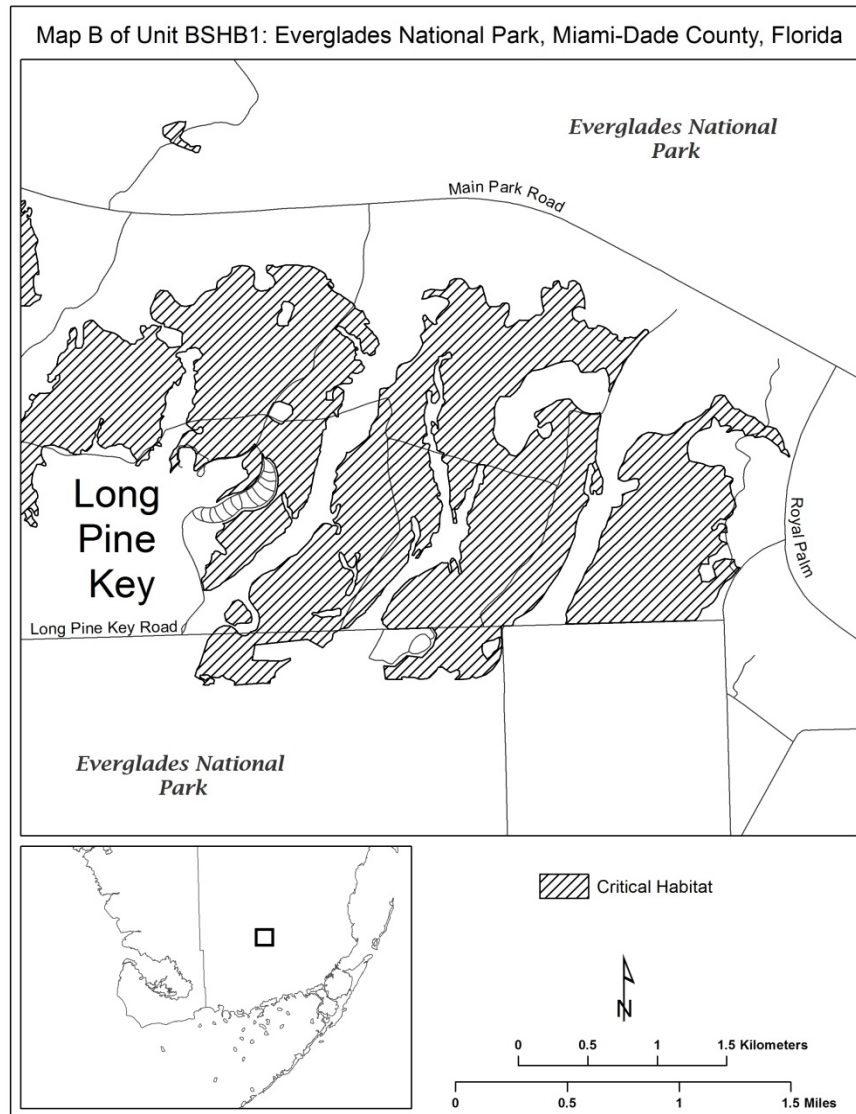 Map B of Unit BSHB1: Everglades National Park, Miami-Dade County, Florida
Everglades National
Park
Main Park Road
Long
Pine
Key
Royal Palm
Long Pine Key Road
Everglades National
Park
Critical Habitat
N
0 0.5 1 1.5 Kilometers
0 0.5 1 1.5 Miles